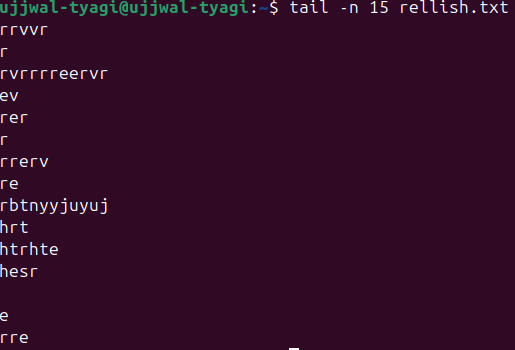 ujjwal-tyagi@ujjwal-tyagi:~$ tail -n 15 rellish.txt
rrvvr
r
rvrrrreervr
ev
rer
r
rrerv
re
rbtnyyjuyuj
hrt
htrhte
hesr

e
rre